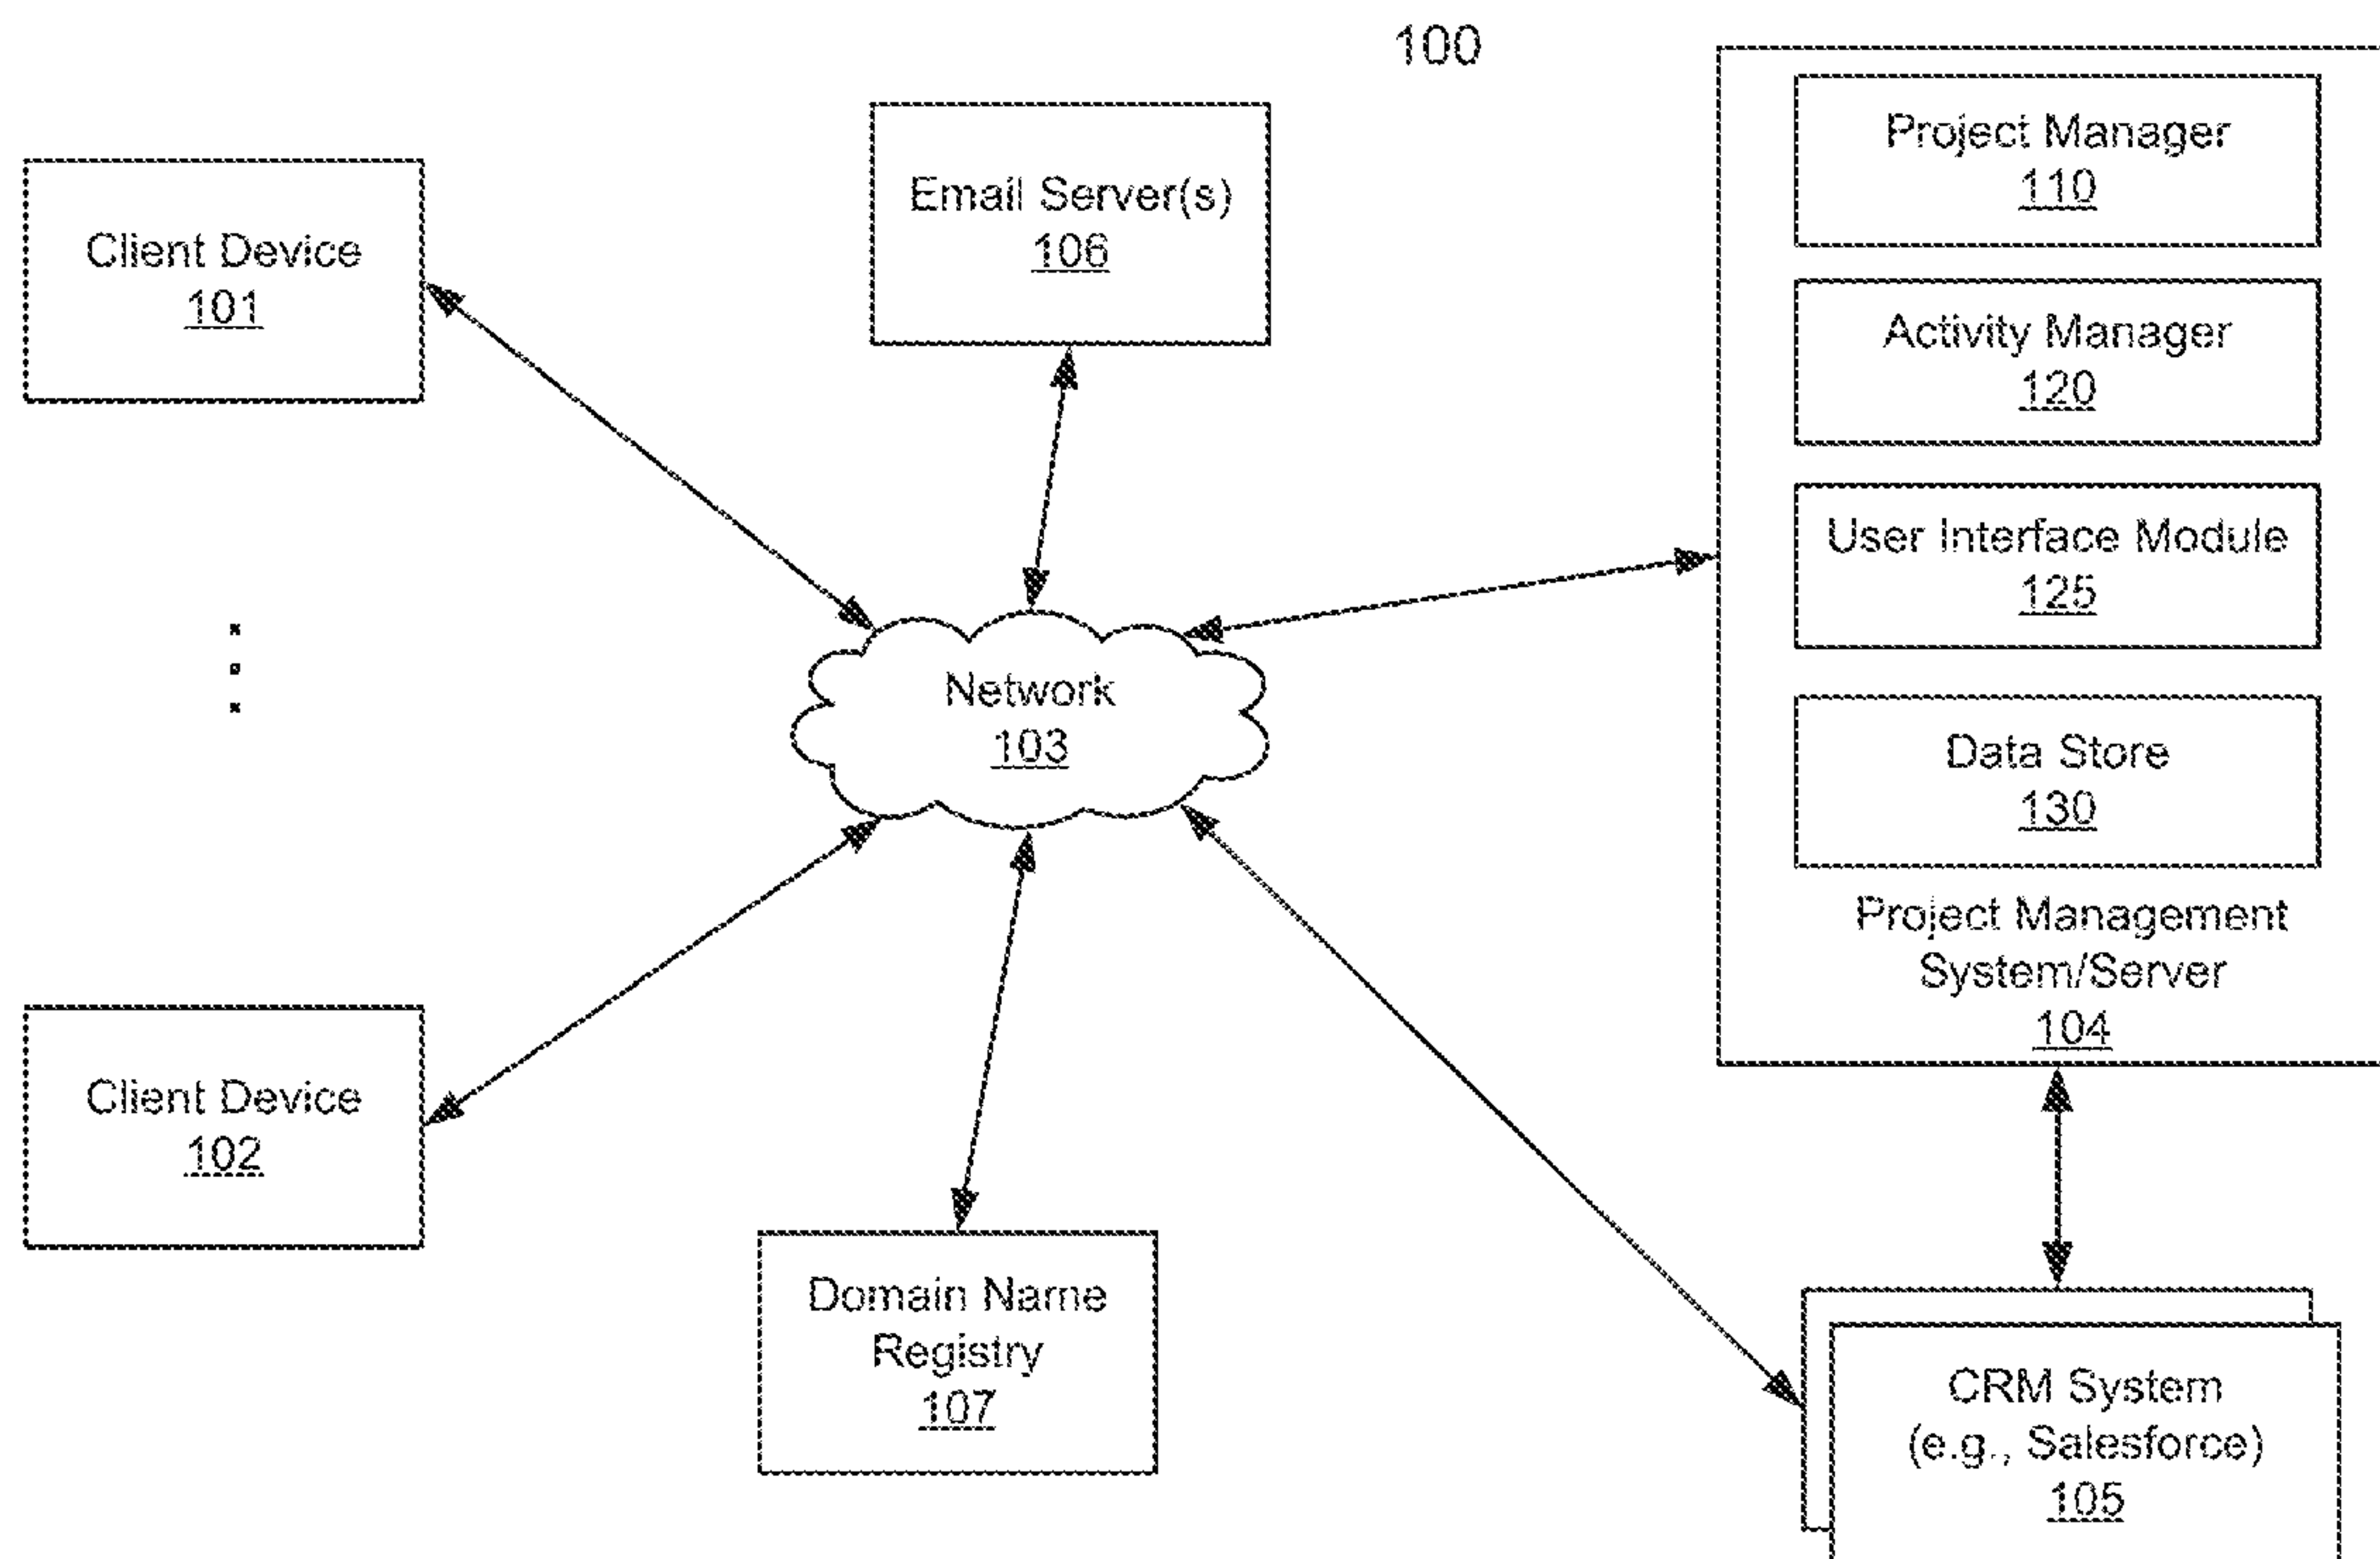 100
Client Device
101
Email Server(s)
106
Project Manager
110
Activity Manager
120
User Interface Module
125
Data Store
130
Project Management
System/Server
104
Network
103
Client Device
102
Domain Name
Registry
107
CRM System
(e.g., Salesforce)
105